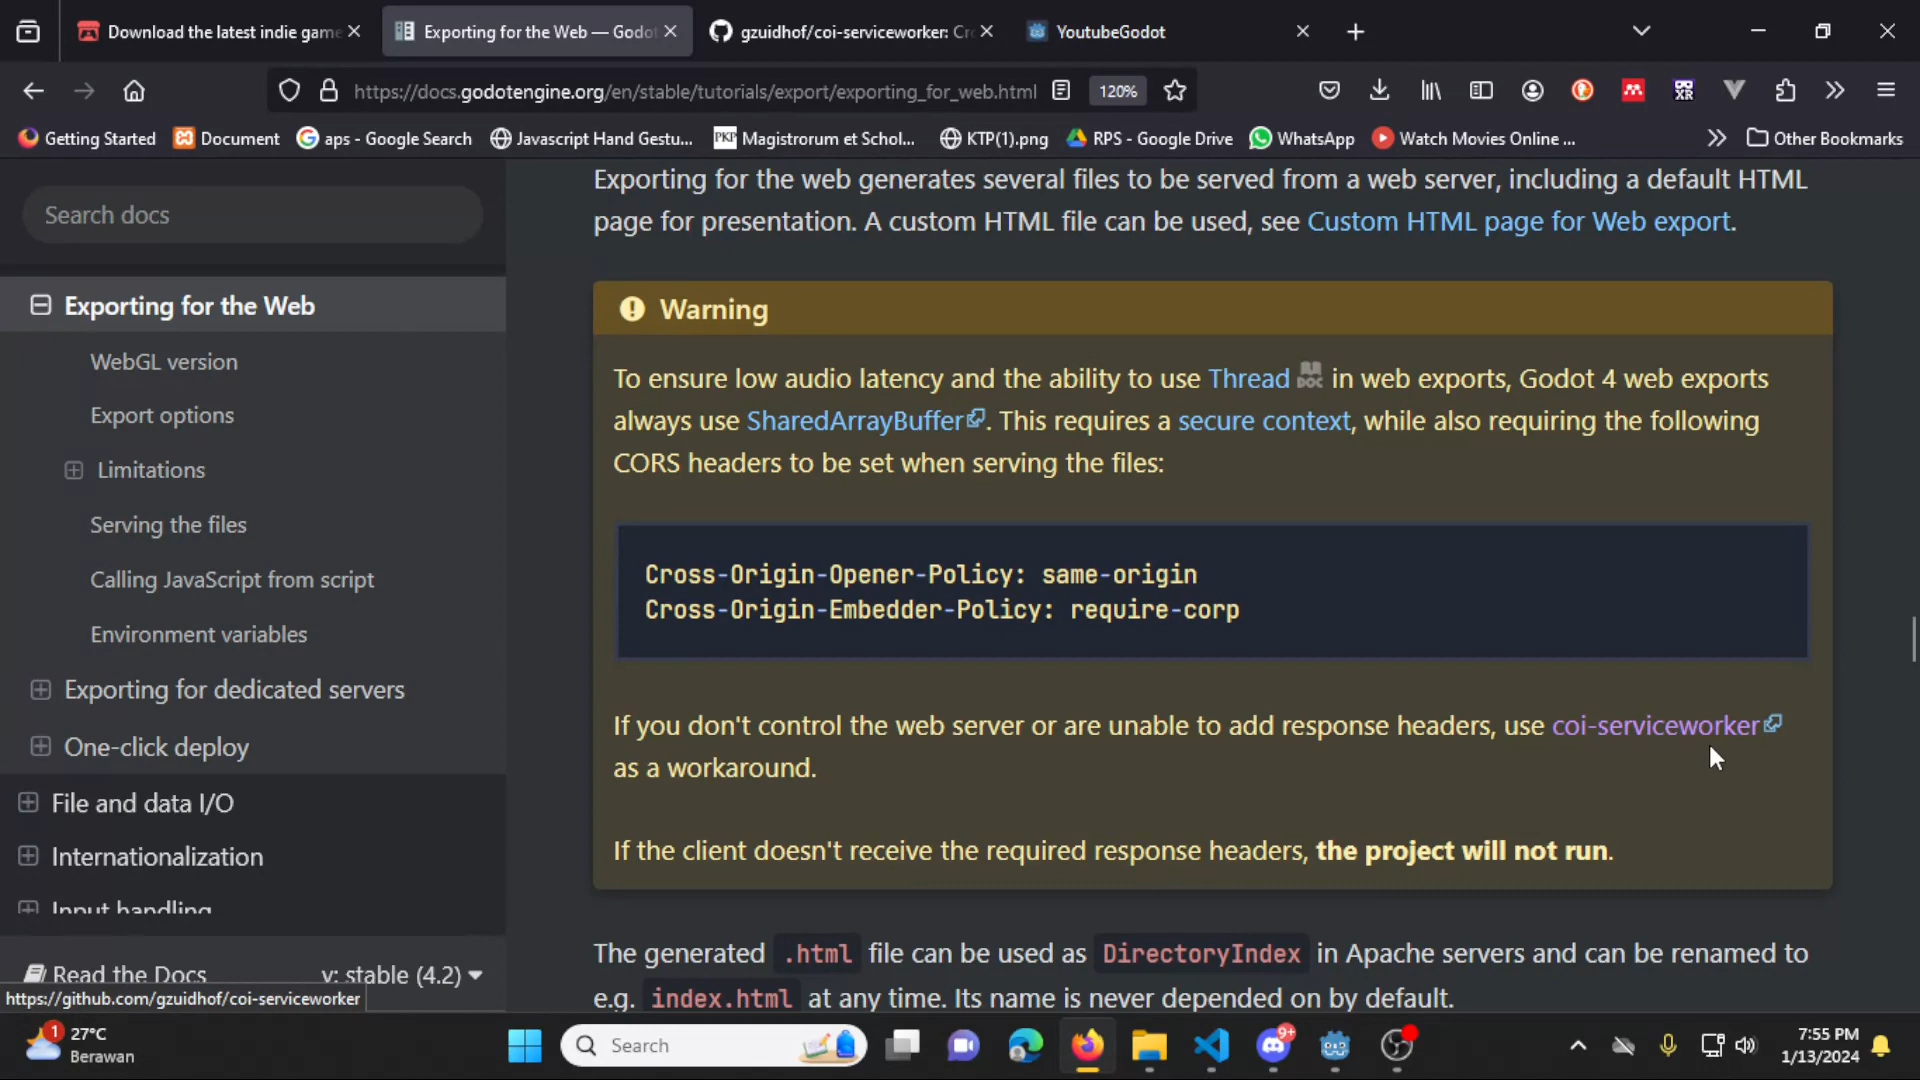 Download the latest indie game
Exporting for the Web — Godot
gzuidhof/coi-serviceworker: Cr
YoutubeGodot
https://docs.godotengine.org/en/stable/tutorials/export/exporting_for_web.html
120%
Getting Started
Document
aps - Google Search
Javascript Hand Gestu...
Magistrorum et Schol...
KTP(1).png
RPS - Google Drive
WhatsApp
Watch Movies Online ...
Other Bookmarks
Search docs
Exporting for the Web
WebGL version
Export options
Limitations
Serving the files
Calling JavaScript from script
Environment variables
Exporting for dedicated servers
One-click deploy
File and data I/O
Internationalization
Input handling
Read the Docs
v: stable (4.2)
https://github.com/gzuidhof/coi-serviceworker
Exporting for the web generates several files to be served from a web server, including a default HTML
page for presentation. A custom HTML file can be used, see Custom HTML page for Web export.
Warning
To ensure low audio latency and the ability to use Thread in web exports, Godot 4 web exports
always use SharedArrayBuffer. This requires a secure context, while also requiring the following
CORS headers to be set when serving the files:
Cross-Origin-Opener-Policy: same-origin
Cross-Origin-Embedder-Policy: require-corp
If you don't control the web server or are unable to add response headers, use coi-serviceworker
as a workaround.
If the client doesn't receive the required response headers, the project will not run.
The generated .html file can be used as DirectoryIndex in Apache servers and can be renamed to
e.g. index.html at any time. Its name is never depended on by default.
1
27°C
Berawan
Search
9+
7:55 PM
1/13/2024